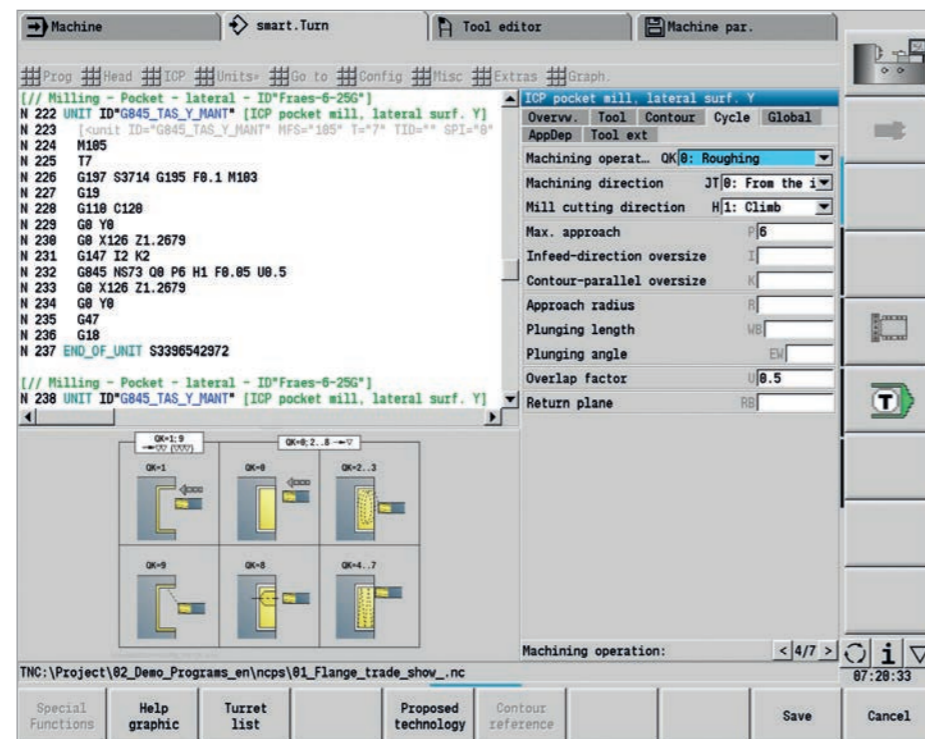 Machine smart.Turn Tool editor Machine par.
Prog Head ICP Units» Go to Config Misc Extras Graph.
[// Milling - Pocket - lateral - ID"Fraes-6-25G"]
N 222 UNIT ID"G845_TAS_Y_MANT" [ICP pocket mill, lateral surf. Y]
N 223 [<unit ID="G845_TAS_Y_MANT" MFS="105" T="7" TID="" SPI="0"
N 224 M105
N 225 T7
N 226 G197 S3714 G195 F0.1 M103
N 227 G19
N 228 G110 C120
N 229 G0 Y0
N 230 G0 X126 Z1.2679
N 231 G147 I2 K2
N 232 G845 NS73 Q0 P6 H1 F0.05 U0.5
N 233 G0 X126 Z1.2679
N 234 G0 Y0
N 235 G47
N 236 G18
N 237 END_OF_UNIT S3396542972
[// Milling - Pocket - lateral - ID"Fraes-6-25G"]
N 238 UNIT ID"G845_TAS_Y_MANT" [ICP pocket mill, lateral surf. Y]
ICP pocket mill, lateral surf. Y
Overvw. Tool Contour Cycle Global
AppDep Tool ext
Machining operat… QK 0: Roughing
Machining direction JT 0: From the i
Mill cutting direction H 1: Climb
Max. approach P 6
Infeed-direction oversize I
Contour-parallel oversize K
Approach radius R
Plunging length WB
Plunging angle EW
Overlap factor U 0.5
Return plane RB
QK=1;9
QK=0;2..8
QK=1 QK=0 QK=2..3
QK=9 QK=8 QK=4..7
Machining operation: < 4/7 >
TNC:\Project\02_Demo_Programs_en\ncps\01_Flange_trade_show_.nc
T
i
07:20:33
Special Functions
Help graphic
Turret list
Proposed technology
Contour reference
Save
Cancel